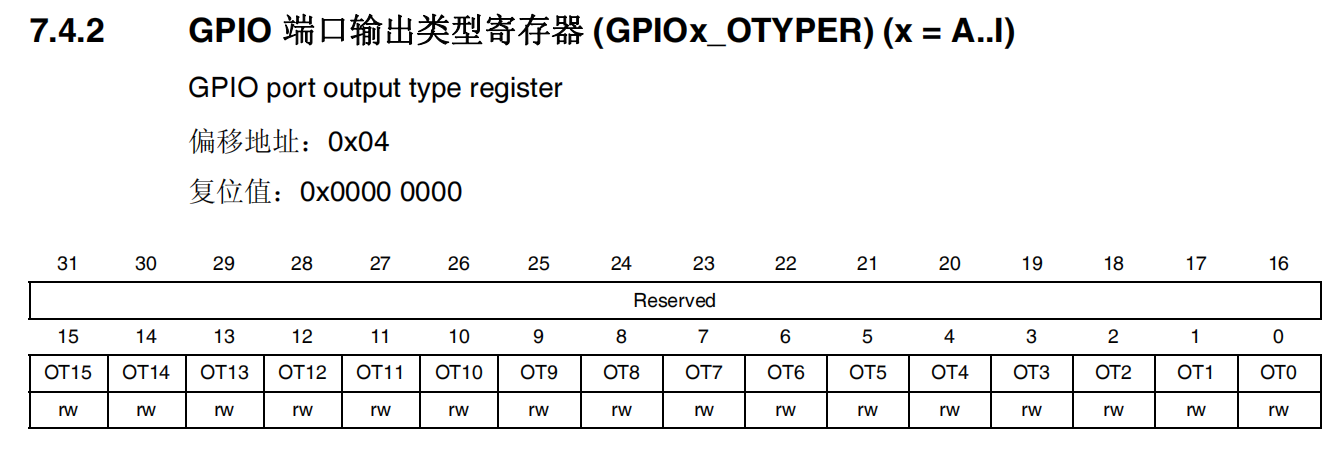 7.4.2 GPIO 端口输出类型寄存器 (GPIOx_OTYPER) (x = A..I)
GPIO port output type register
偏移地址：0x04
复位值：0x0000 0000
31 30 29 28 27 26 25 24 23 22 21 20 19 18 17 16
Reserved
15 14 13 12 11 10 9 8 7 6 5 4 3 2 1 0
OT15 OT14 OT13 OT12 OT11 OT10 OT9 OT8 OT7 OT6 OT5 OT4 OT3 OT2 OT1 OT0
rw rw rw rw rw rw rw rw rw rw rw rw rw rw rw rw